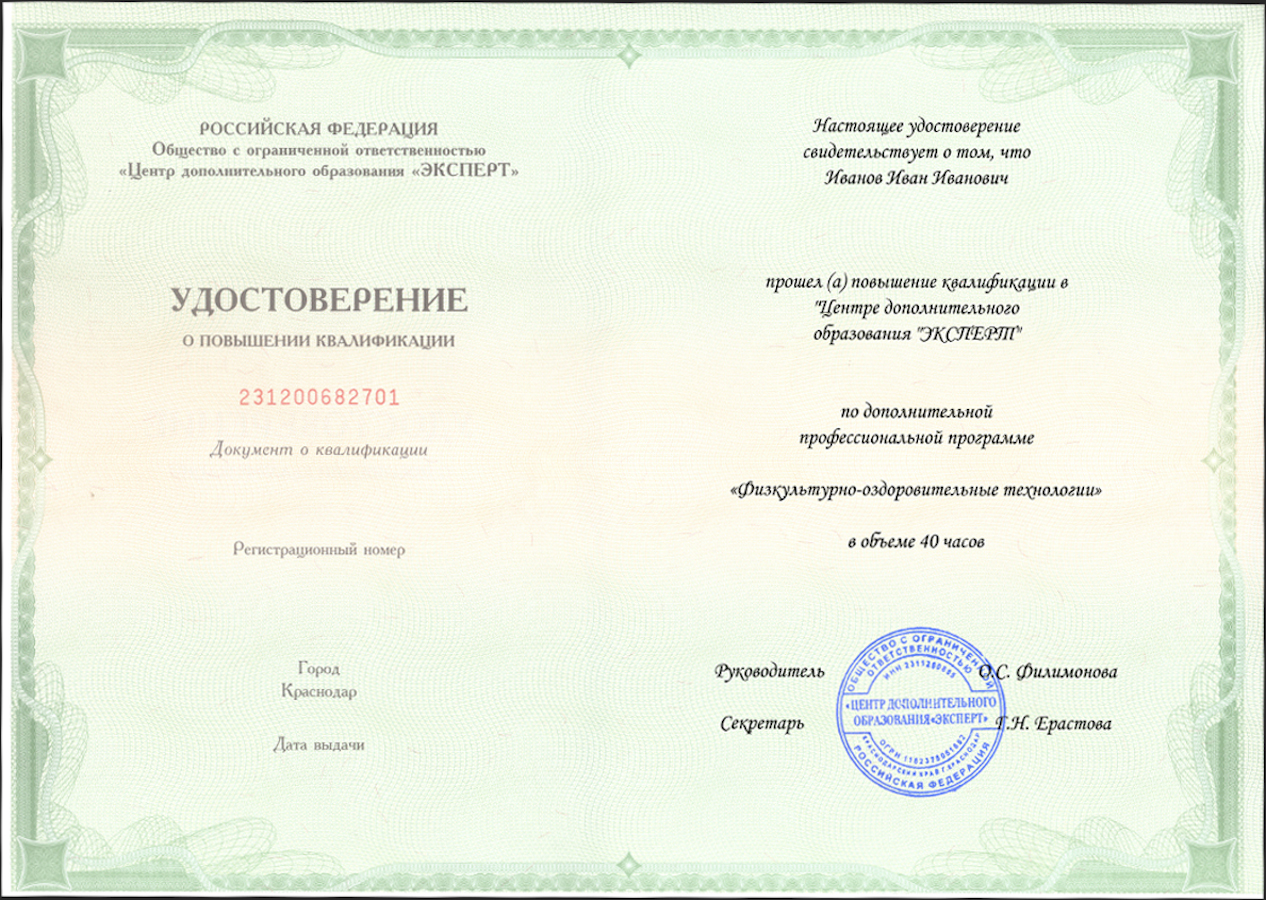 РОССИЙСКАЯ ФЕДЕРАЦИЯ
Общество с ограниченной ответственностью
«Центр дополнительного образования «ЭКСПЕРТ»
УДОСТОВЕРЕНИЕ
О ПОВЫШЕНИИ КВАЛИФИКАЦИИ
231200682701
Документ о квалификации
Регистрационный номер
Город
Краснодар
Дата выдачи
Настоящее удостоверение
свидетельствует о том, что
Иванов Иван Иванович
прошел (а) повышение квалификации в
"Центре дополнительного
образования "ЭКСПЕРТ"
по дополнительной
профессиональной программе
«Физкультурно-оздоровительные технологии»
в объеме 40 часов
Руководитель О.С. Филимонова
Секретарь Г.Н. Ерастова
ОБЩЕСТВО С ОГРАНИЧЕННОЙ
ОТВЕТСТВЕННОСТЬЮ
ИНН
«ЦЕНТР ДОПОЛНИТЕЛЬНОГО
ОБРАЗОВАНИЯ«ЭКСПЕРТ»
ОГРН
КРАСНОДАРСКИЙ КРАЙ Г.КРАСНОДАР
РОССИЙСКАЯ ФЕДЕРАЦИЯ